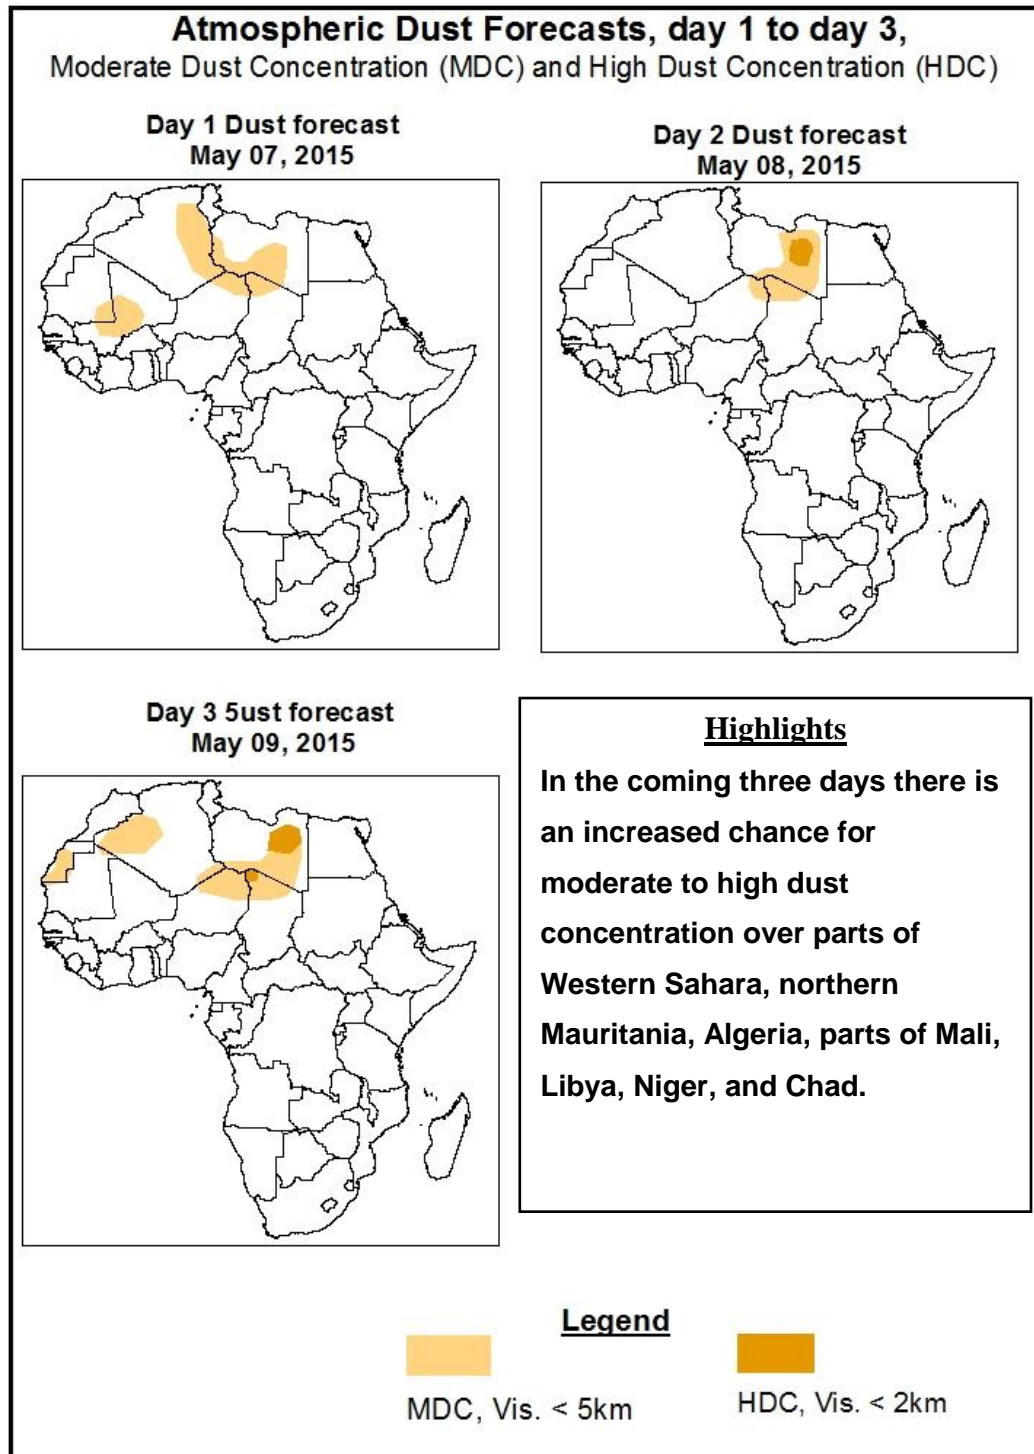 Atmospheric Dust Forecasts, day 1 to day 3,
Moderate Dust Concentration (MDC) and High Dust Concentration (HDC)
Day 1 Dust forecast
May 07, 2015
Day 2 Dust forecast
May 08, 2015
Day 3 5ust forecast
May 09, 2015
Highlights
In the coming three days there is
an increased chance for
moderate to high dust
concentration over parts of
Western Sahara, northern
Mauritania, Algeria, parts of Mali,
Libya, Niger, and Chad.
Legend
MDC, Vis. < 5km
HDC, Vis. < 2km